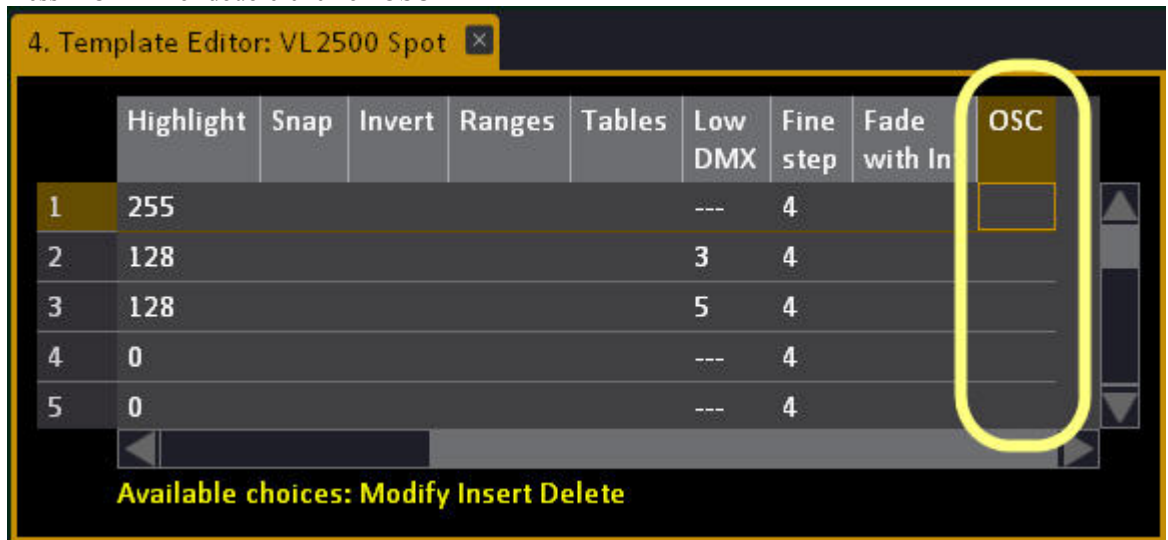 4. Template Editor: VL2500 Spot
Highlight Snap Invert Ranges Tables Low DMX Fine step Fade with In OSC
1 255 --- 4
2 128 3 4
3 128 5 4
4 0 --- 4
5 0 --- 4
Available choices: Modify Insert Delete